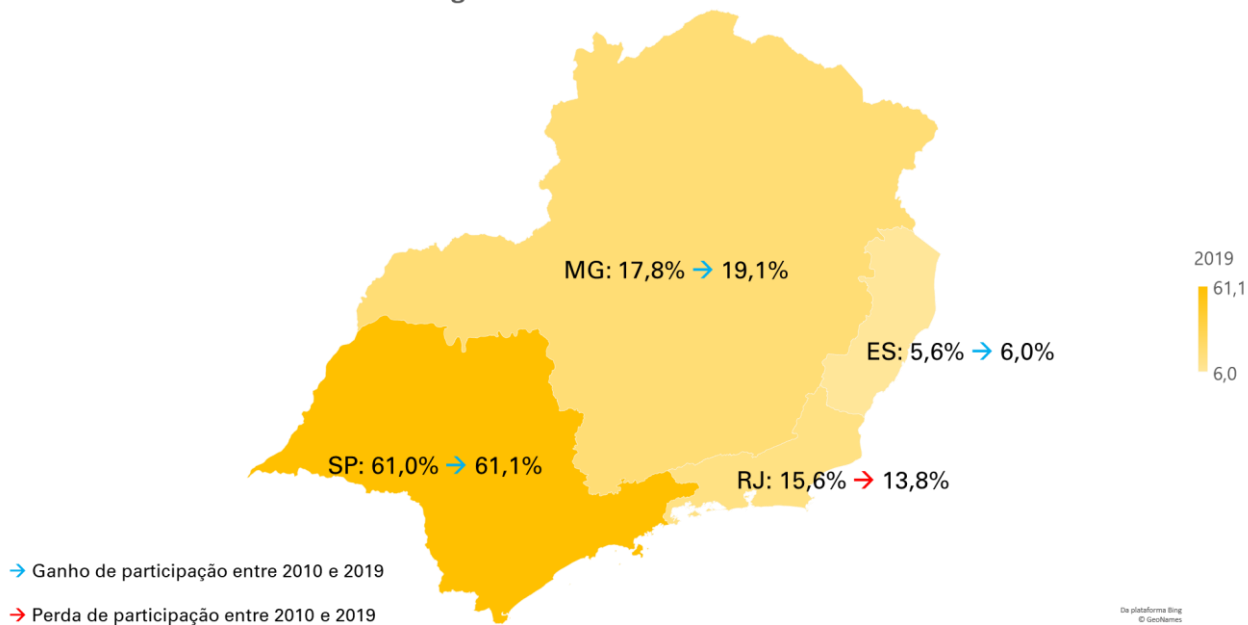 MG: 17,8% → 19,1%
2019
61,1
ES: 5,6% → 6,0%
6,0
SP: 61,0% → 61,1%
RJ: 15,6% → 13,8%
→ Ganho de participação entre 2010 e 2019
→ Perda de participação entre 2010 e 2019
Da plataforma Bing
© GeoNames